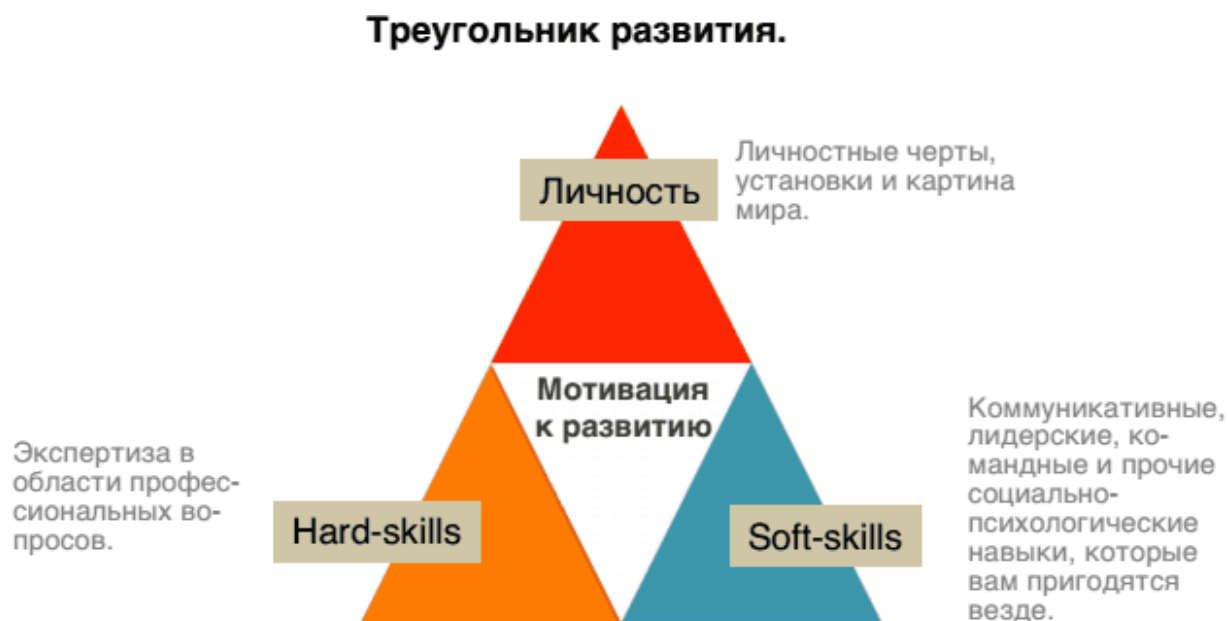 Треугольник развития.
Личность
Личностные черты,
установки и картина
мира.
Мотивация
к развитию
Экспертиза в
области профес-
сиональных во-
просов.
Hard-skills
Soft-skills
Коммуникативные,
лидерские, ко-
мандные и прочие
социально-
психологические
навыки, которые
вам пригодятся
везде.